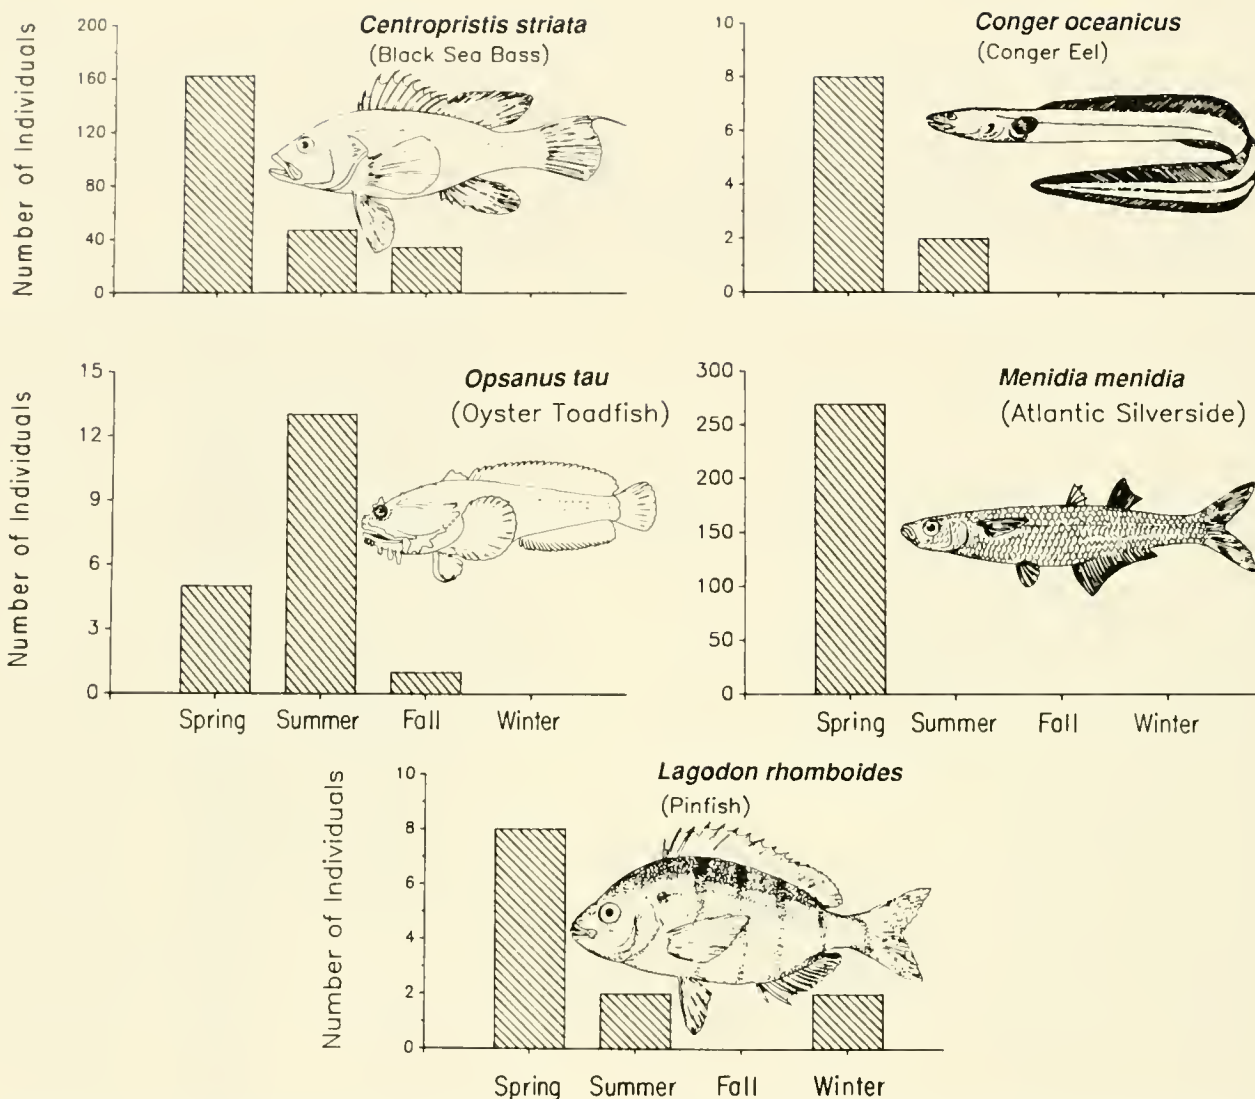 Centropristis striata
(Black Sea Bass)
Number of Individuals
200
160
120
80
40
0
Conger oceanicus
(Conger Eel)
10
8
6
4
2
0
Opsanus tau
(Oyster Toadfish)
Number of Individuals
15
12
9
6
3
0
Spring Summer Fall Winter
Menidia menidia
(Atlantic Silverside)
300
250
200
150
100
50
0
Spring Summer Fall Winter
Lagodon rhomboides
(Pinfish)
Number of Individuals
10
8
6
4
2
0
Spring Summer Fall Winter